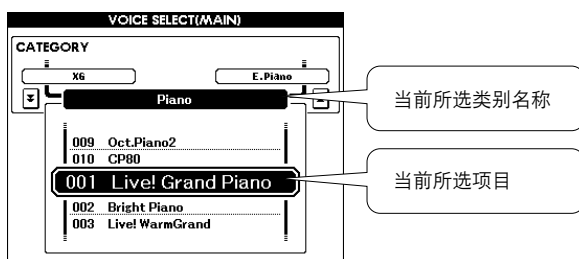 VOICE SELECT(MAIN)
CATEGORY
XG
E.Piano
Piano
当前所选类别名称
009 Oct.Piano2
010 CP80
001 Live! Grand Piano
当前所选项目
002 Bright Piano
003 Live! WarmGrand